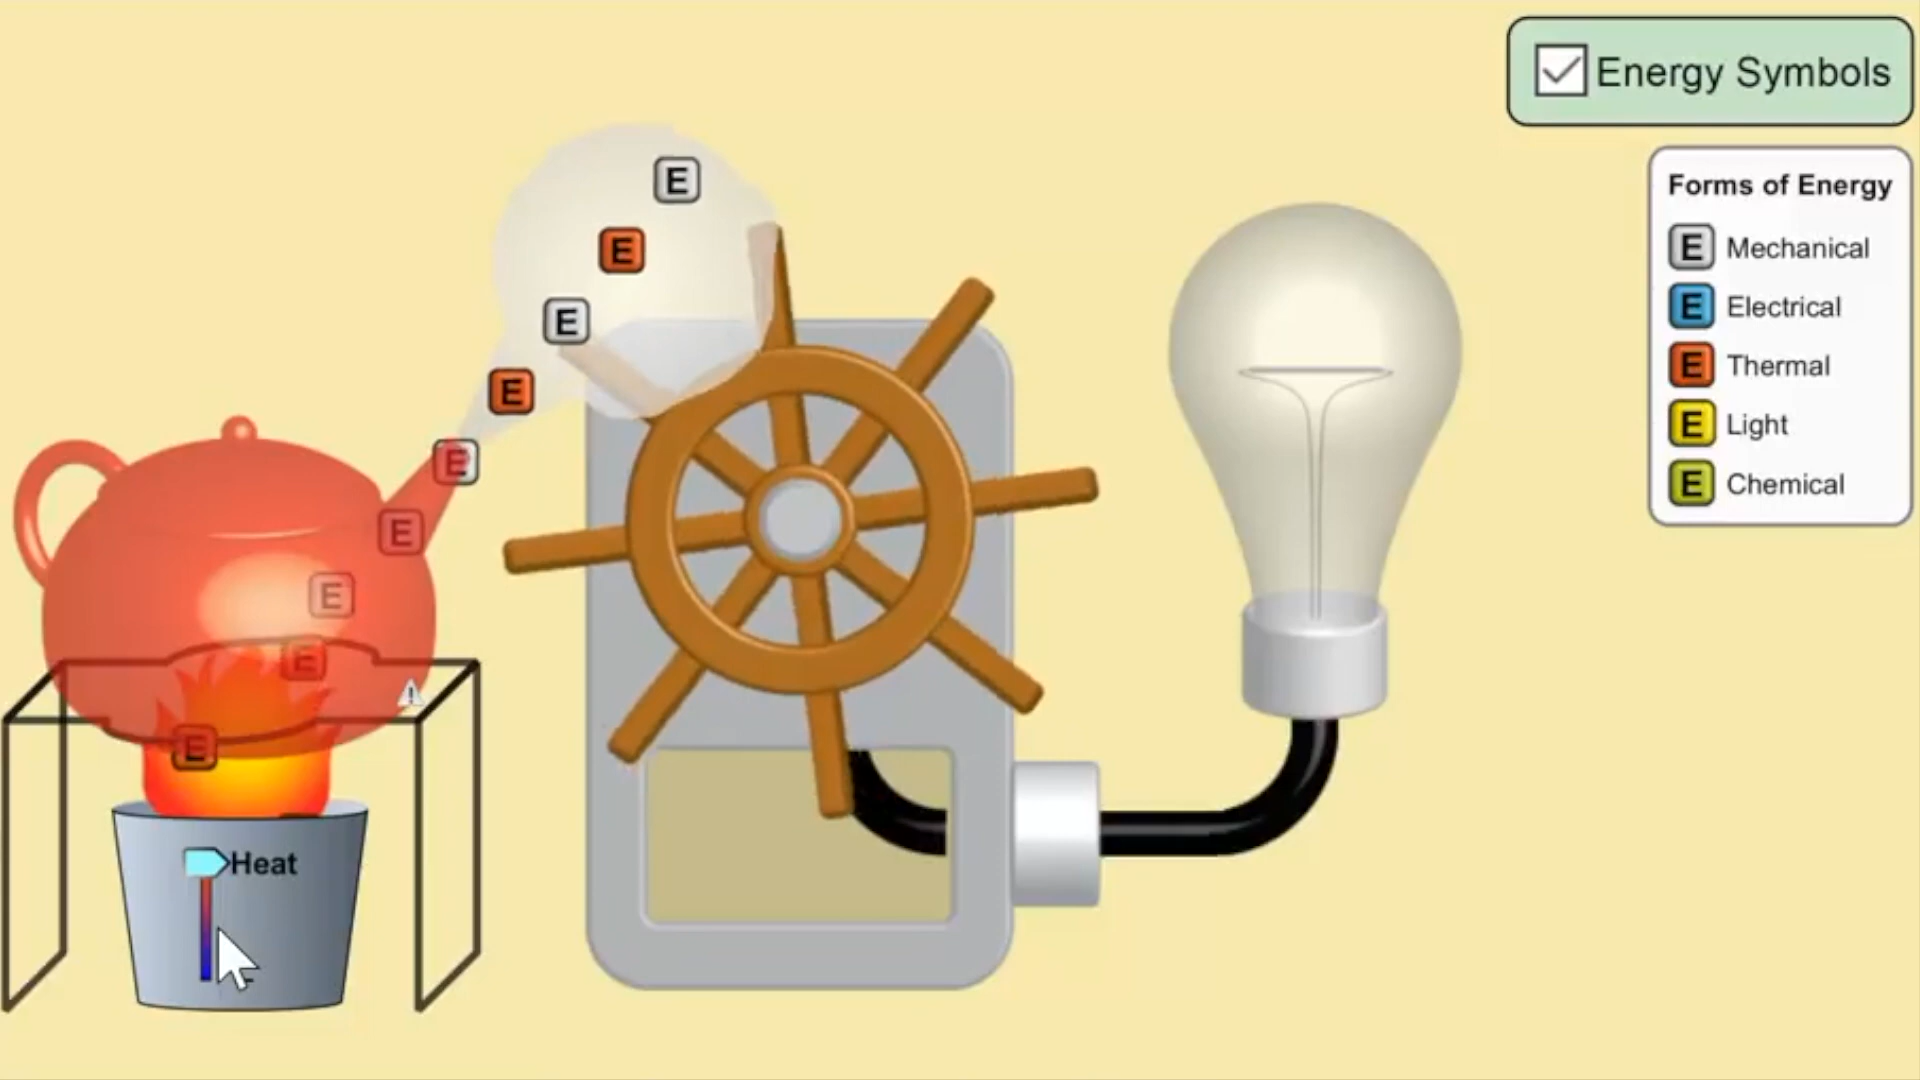 Energy Symbols
Forms of Energy
E Mechanical
E Electrical
E Thermal
E Light
E Chemical
E
E
E
E
E
E
E
E
E
Heat